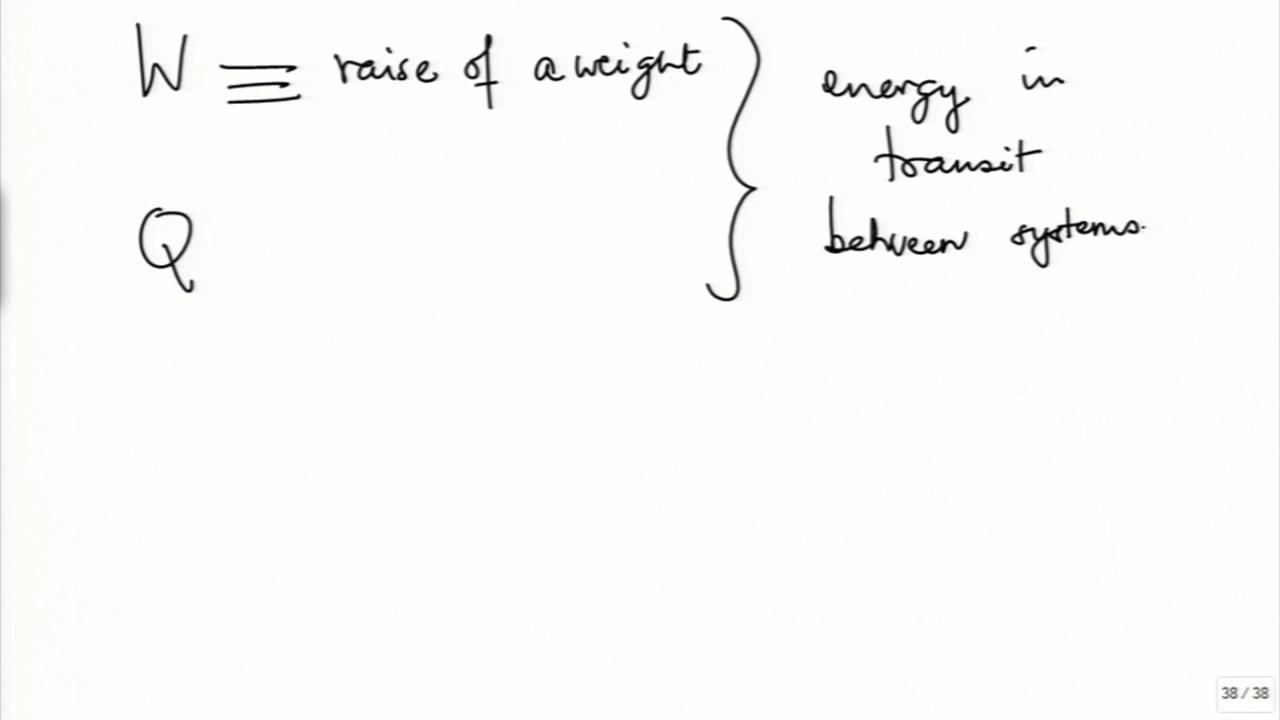 W ≡ raise of a weight
energy in
transit
Q
between systems.
38 / 38